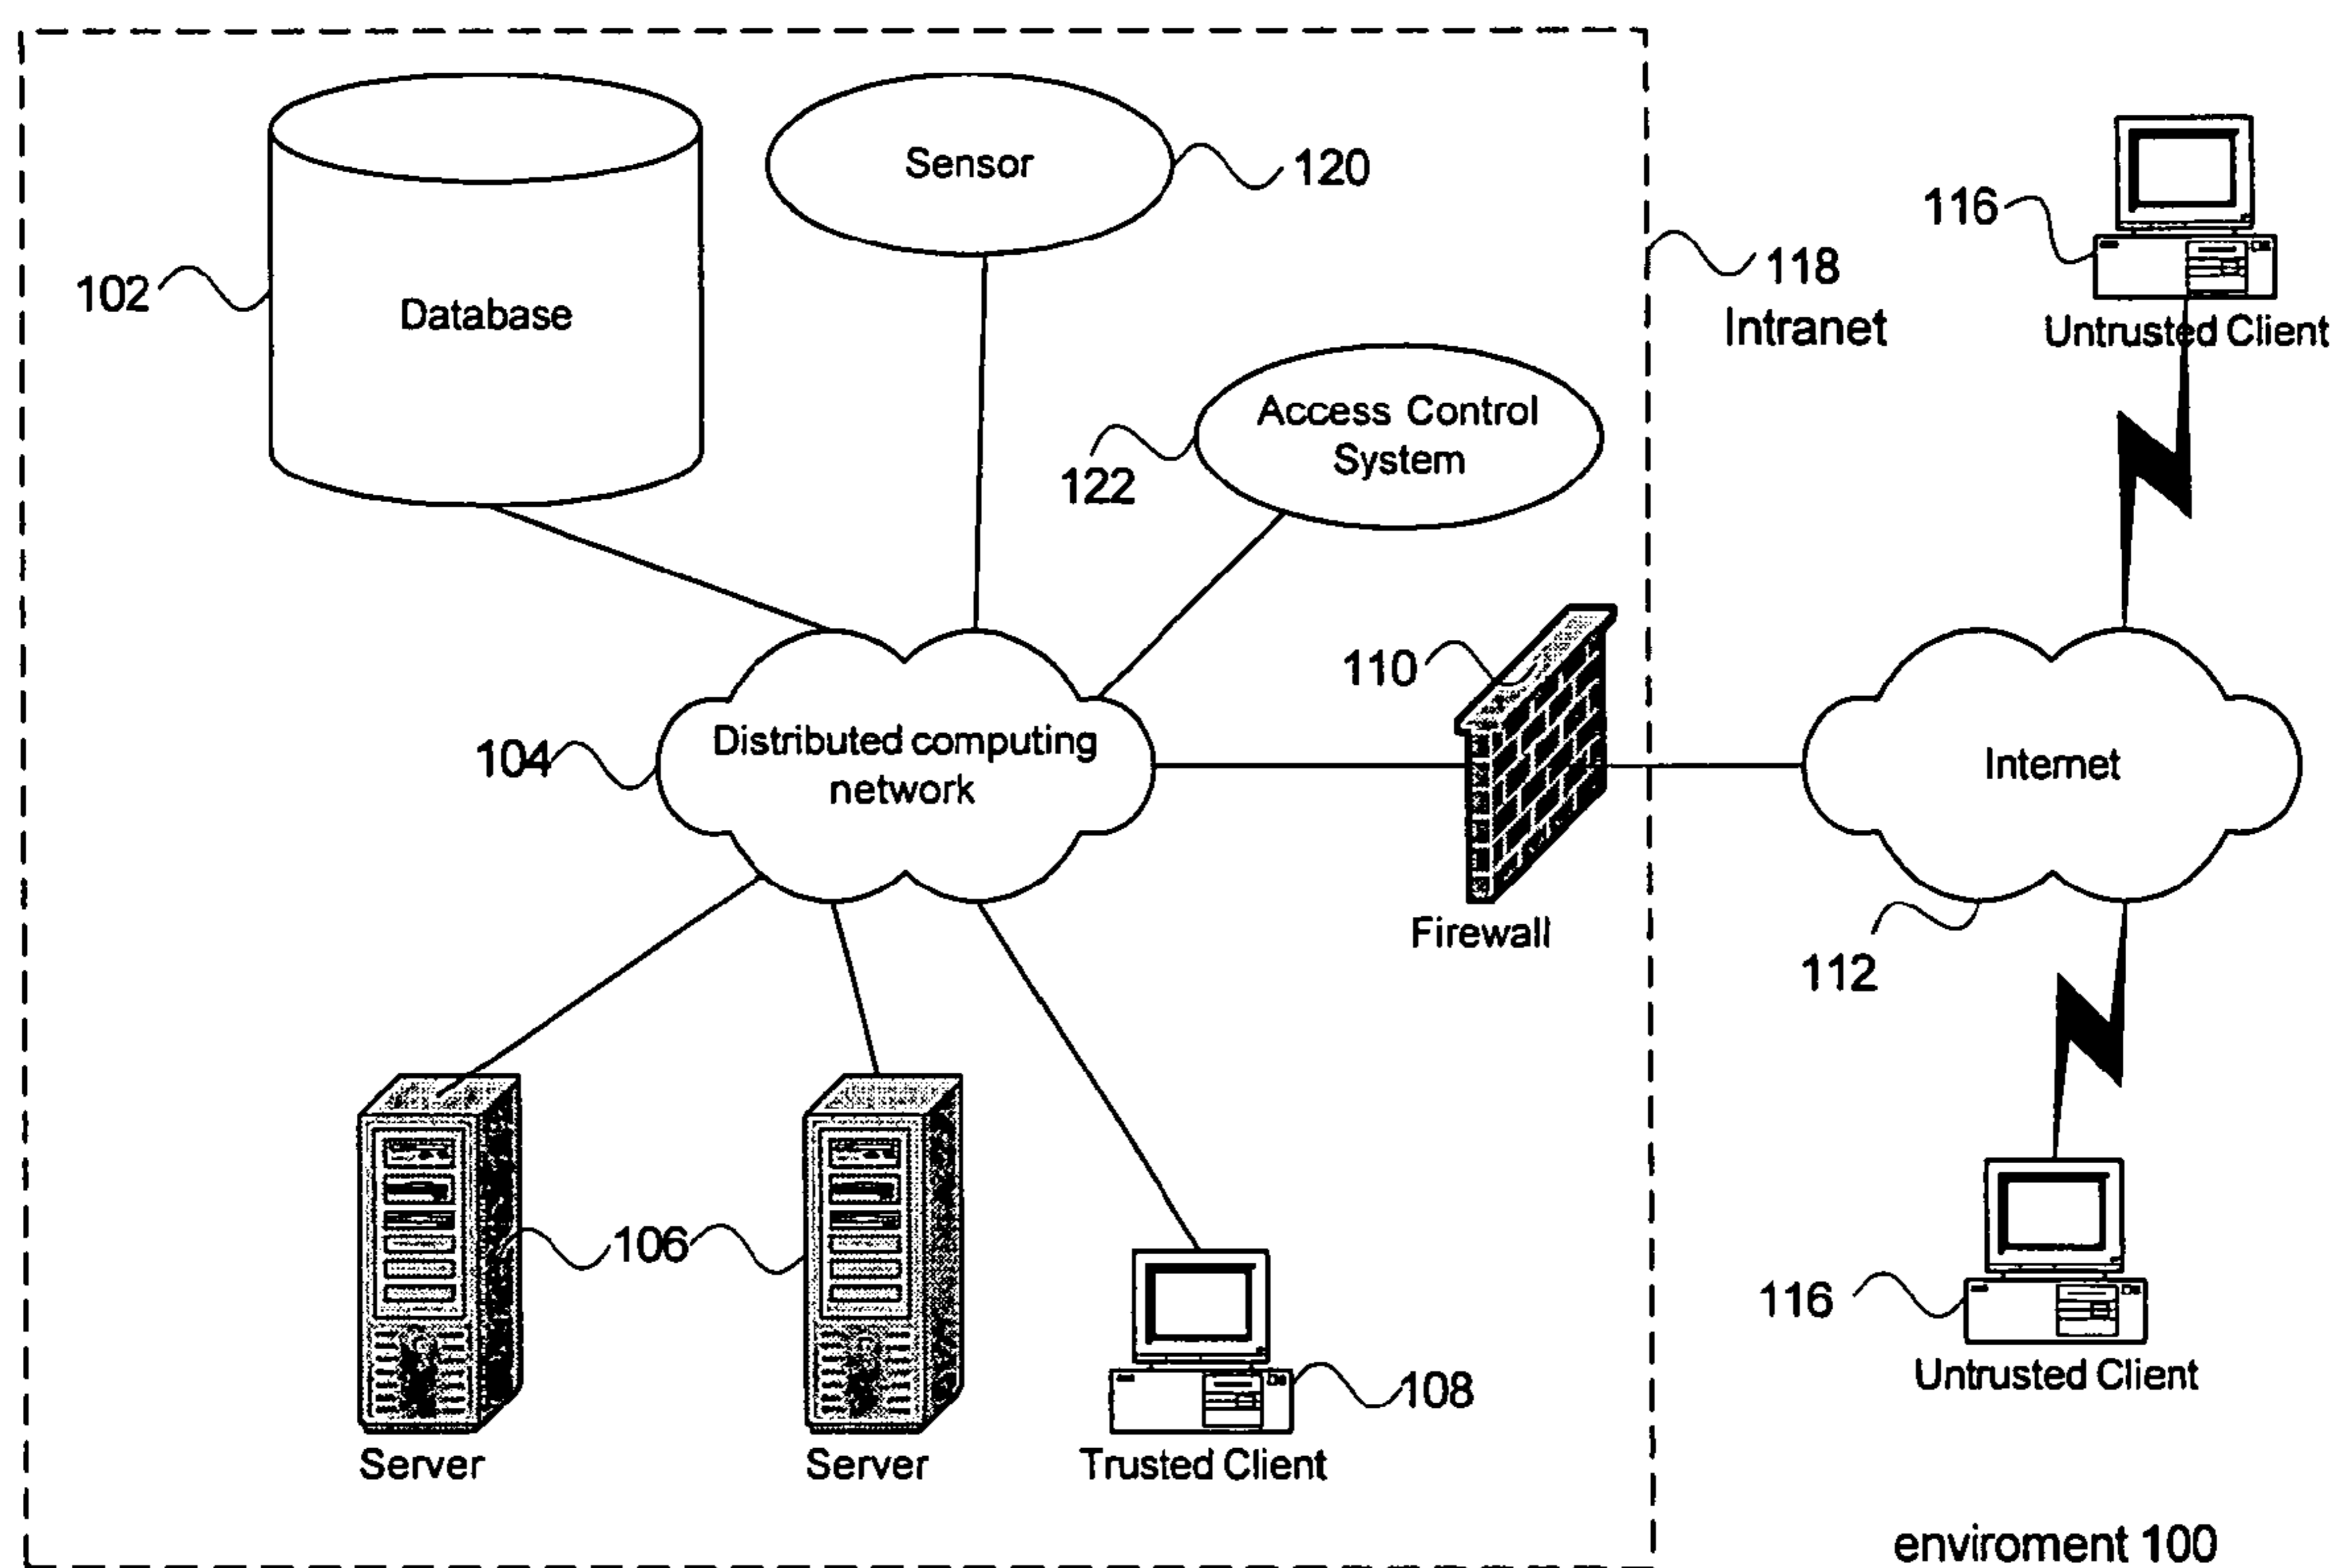 Sensor
120
116
102
Database
118
Intranet
Untrusted Client
Access Control
System
122
110
104
Distributed computing
network
Internet
Firewall
112
106
116
108
Untrusted Client
Server
Server
Trusted Client
enviroment 100